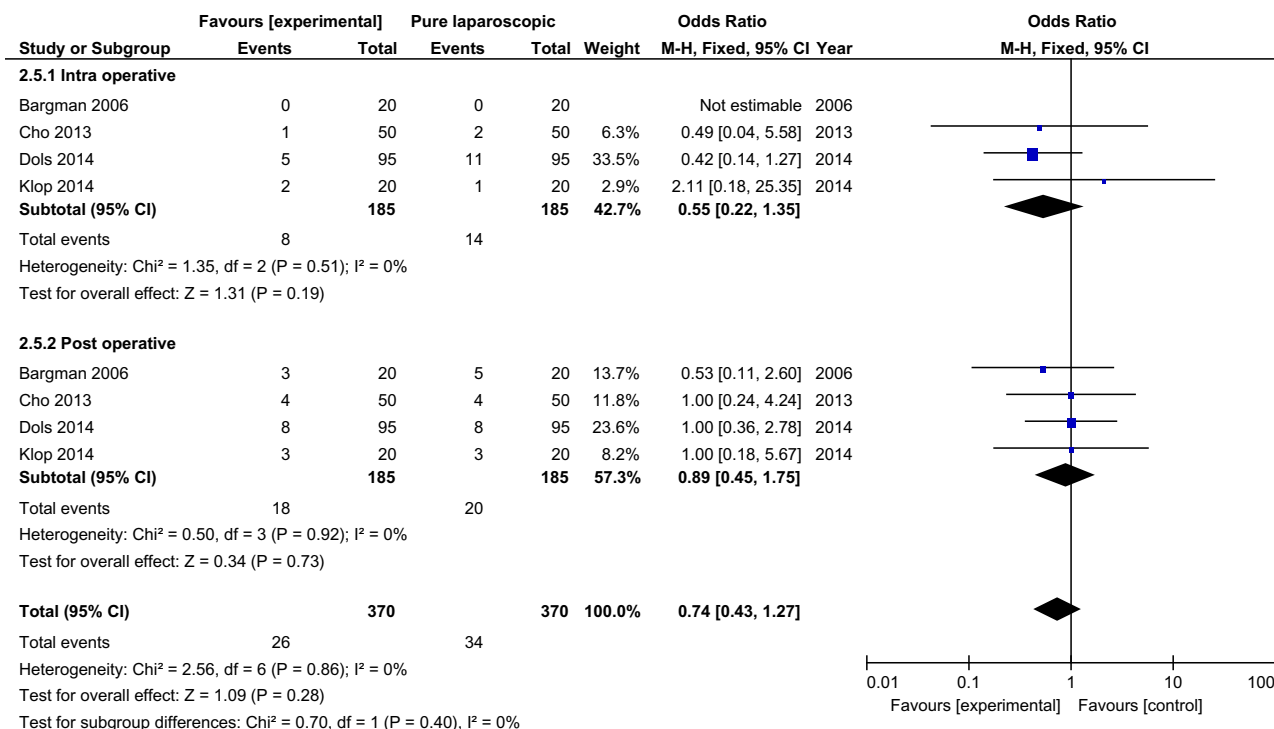 Favours [experimental] Pure laparoscopic Odds Ratio Odds Ratio
Study or Subgroup Events Total Events Total Weight M-H, Fixed, 95% CI Year M-H, Fixed, 95% CI
2.5.1 Intra operative
Bargman 2006 0 20 0 20 Not estimable 2006
Cho 2013 1 50 2 50 6.3% 0.49 [0.04, 5.58] 2013
Dols 2014 5 95 11 95 33.5% 0.42 [0.14, 1.27] 2014
Klop 2014 2 20 1 20 2.9% 2.11 [0.18, 25.35] 2014
Subtotal (95% CI) 185 185 42.7% 0.55 [0.22, 1.35]
Total events 8 14
Heterogeneity: Chi² = 1.35, df = 2 (P = 0.51); I² = 0%
Test for overall effect: Z = 1.31 (P = 0.19)
2.5.2 Post operative
Bargman 2006 3 20 5 20 13.7% 0.53 [0.11, 2.60] 2006
Cho 2013 4 50 4 50 11.8% 1.00 [0.24, 4.24] 2013
Dols 2014 8 95 8 95 23.6% 1.00 [0.36, 2.78] 2014
Klop 2014 3 20 3 20 8.2% 1.00 [0.18, 5.67] 2014
Subtotal (95% CI) 185 185 57.3% 0.89 [0.45, 1.75]
Total events 18 20
Heterogeneity: Chi² = 0.50, df = 3 (P = 0.92); I² = 0%
Test for overall effect: Z = 0.34 (P = 0.73)
Total (95% CI) 370 370 100.0% 0.74 [0.43, 1.27]
Total events 26 34
Heterogeneity: Chi² = 2.56, df = 6 (P = 0.86); I² = 0%
Test for overall effect: Z = 1.09 (P = 0.28)
Test for subgroup differences: Chi² = 0.70, df = 1 (P = 0.40), I² = 0%
0.01 0.1 1 10 100
Favours [experimental] Favours [control]